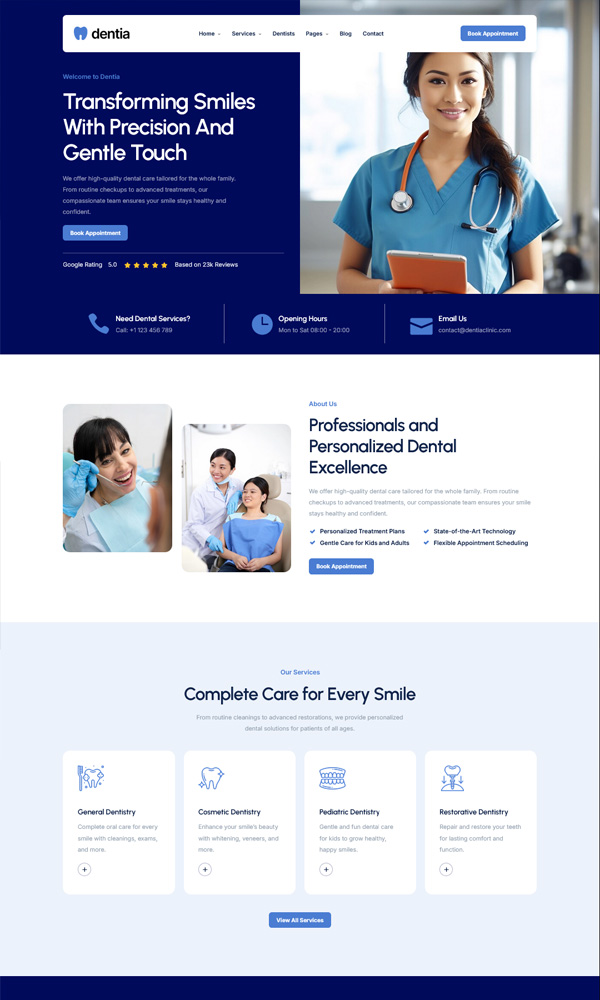 dentia
Home Services Dentists Pages Blog Contact
Book Appointment
Welcome to Dentia
Transforming Smiles
With Precision And
Gentle Touch
We offer high-quality dental care tailored for the whole family.
From routine checkups to advanced treatments, our
compassionate team ensures your smile stays healthy and
confident.
Book Appointment
Google Rating 5.0 Based on 23k Reviews
Need Dental Services?
Call: +1 123 456 789
Opening Hours
Mon to Sat 08:00 - 20:00
Email Us
contact@dentiaclinic.com
About Us
Professionals and
Personalized Dental
Excellence
We offer high-quality dental care tailored for the whole family. From routine
checkups to advanced treatments, our compassionate team ensures your smile
stays healthy and confident.
Personalized Treatment Plans
State-of-the-Art Technology
Gentle Care for Kids and Adults
Flexible Appointment Scheduling
Book Appointment
Our Services
Complete Care for Every Smile
From routine cleanings to advanced restorations, we provide personalized
dental solutions for patients of all ages.
General Dentistry
Complete oral care for every
smile with cleanings, exams,
and more.
Cosmetic Dentistry
Enhance your smile's beauty
with whitening, veneers, and
more.
Pediatric Dentistry
Gentle and fun dental care
for kids to grow healthy,
happy smiles.
Restorative Dentistry
Repair and restore your teeth
for lasting comfort and
function.
View All Services